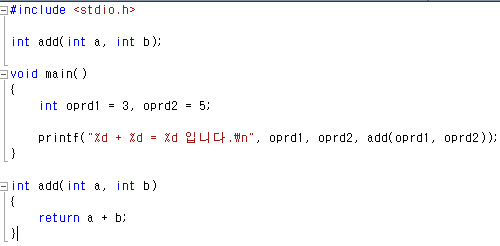 #include <stdio.h>
int add(int a, int b);
void main()
{
int oprd1 = 3, oprd2 = 5;
printf("%d + %d = %d 입니다.₩n", oprd1, oprd2, add(oprd1, oprd2));
}
int add(int a, int b)
{
return a + b;
}